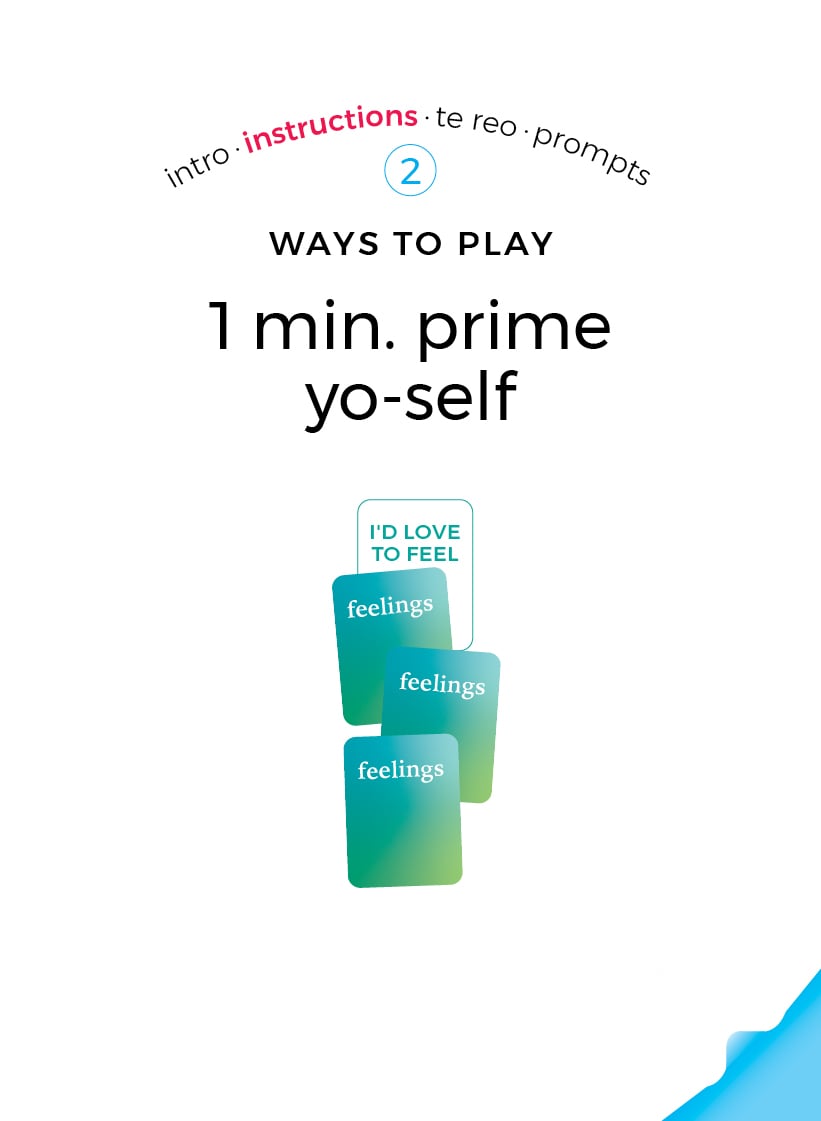 intro · instructions · te reo · prompts
2
WAYS TO PLAY
1 min. prime
yo-self
I'D LOVE
TO FEEL
feelings
feelings
feelings